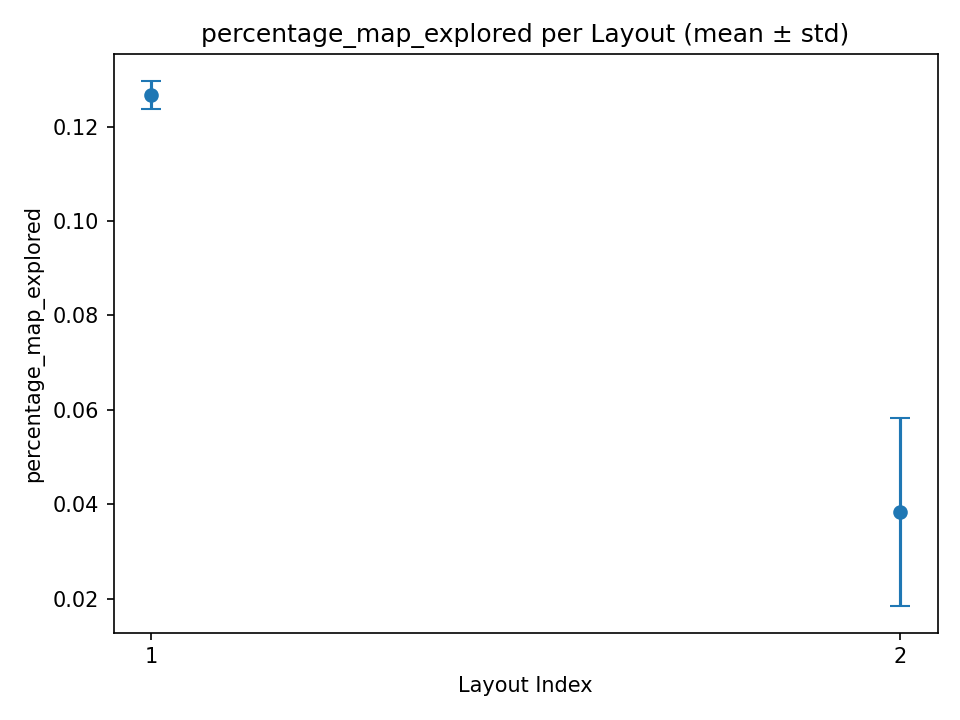 percentage_map_explored per Layout (mean ± std)
percentage_map_explored
0.12
0.10
0.08
0.06
0.04
0.02
1
2
Layout Index